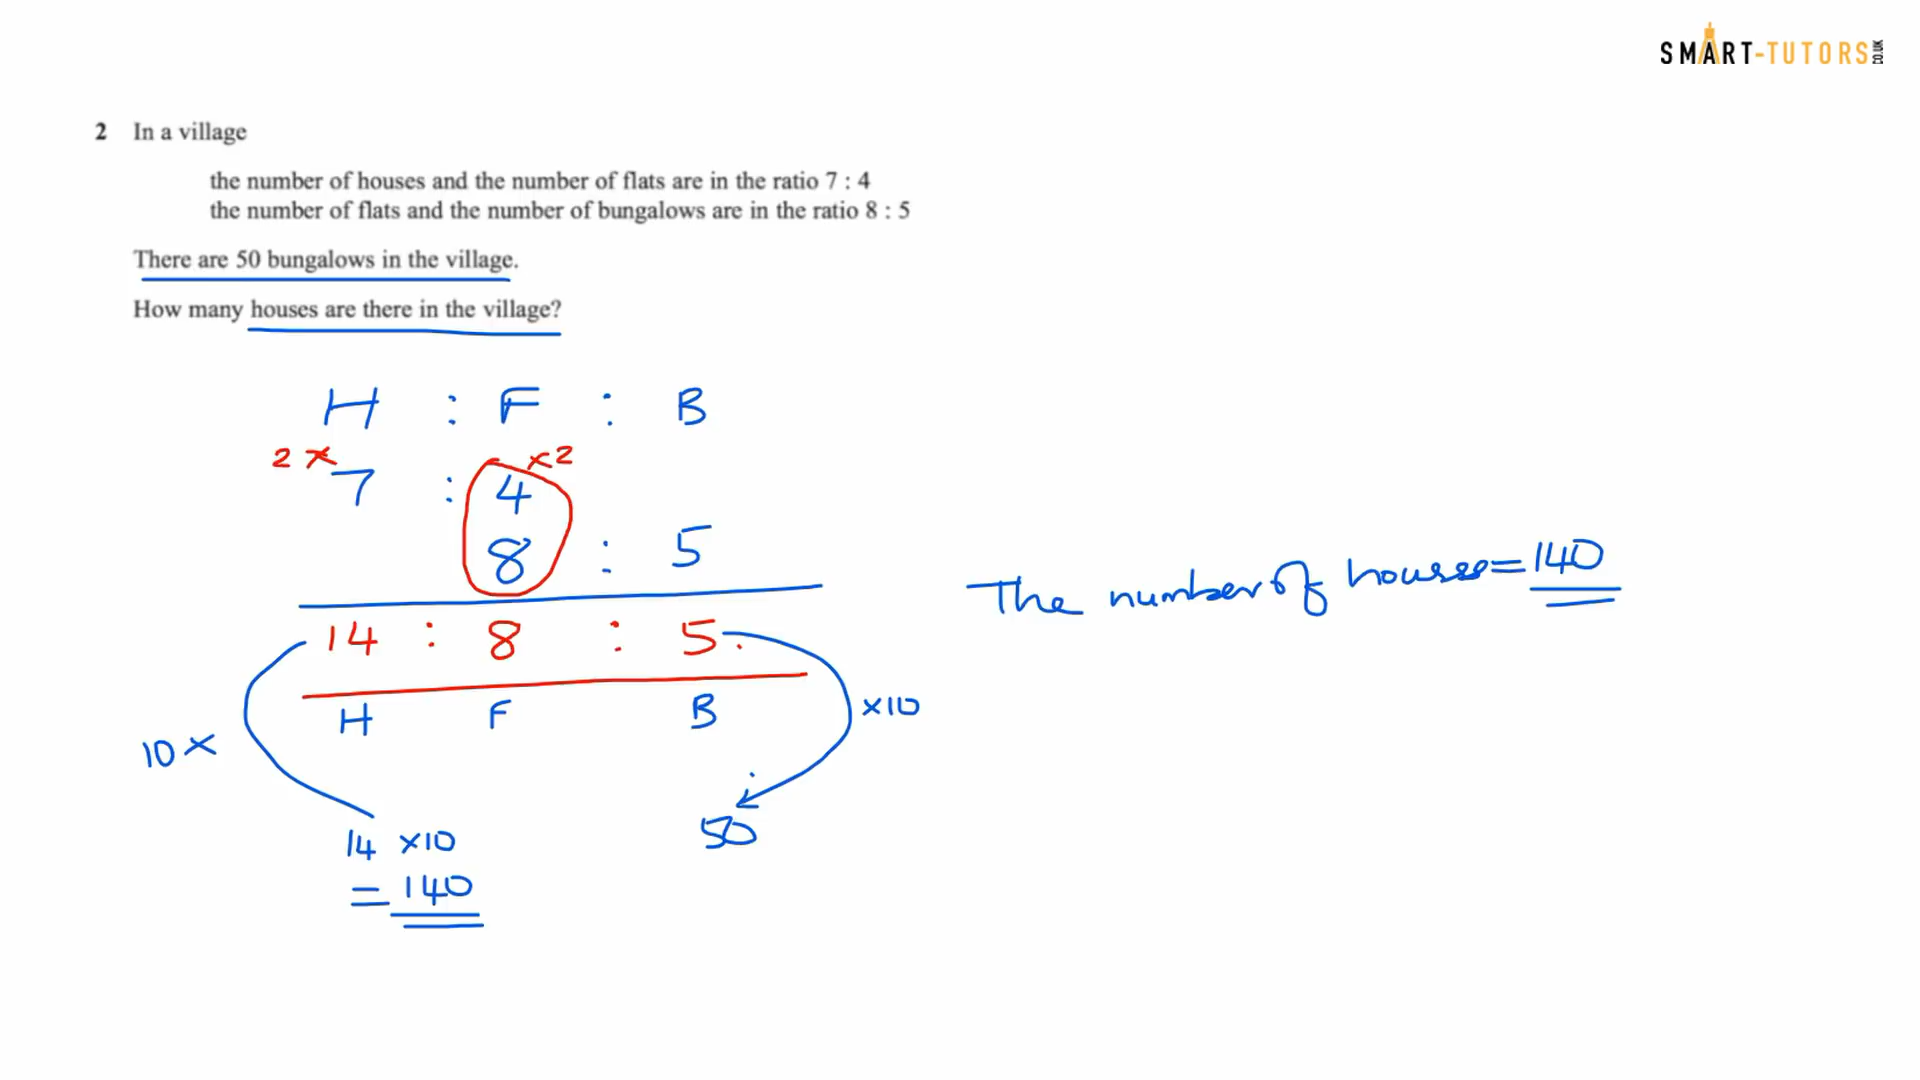 SMART-TUTORS.CO.UK
2 In a village
the number of houses and the number of flats are in the ratio 7 : 4
the number of flats and the number of bungalows are in the ratio 8 : 5
There are 50 bungalows in the village.
How many houses are there in the village?
H : F : B
2 × ×2
7 : 4
8 : 5
The number of houses = 140
14 : 8 : 5
H F B
×10
10 ×
14 ×10
50
= 140